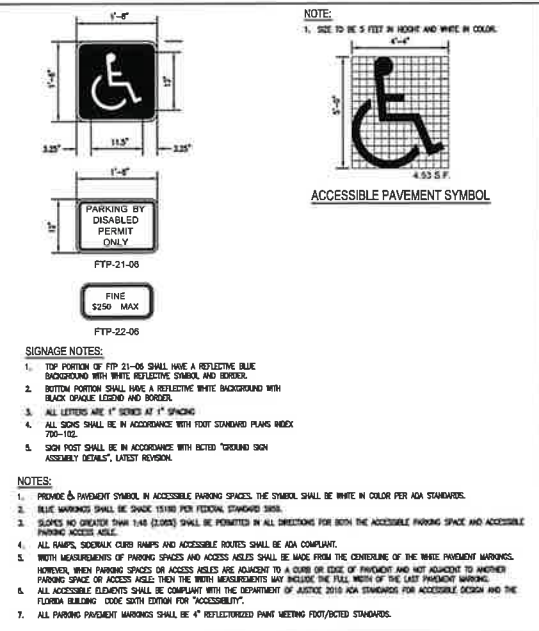 1'-6"
1'-6"
12"
3.25"
11.5"
3.25"
1'-6"
12"
PARKING BY
DISABLED
PERMIT
ONLY
FTP-21-06
FINE
$250 MAX
FTP-22-06
NOTE:
1. SIZE TO BE 5 FEET IN HEIGHT AND WHITE IN COLOR.
4'-4"
5'-0"
4.53 S.F.
ACCESSIBLE PAVEMENT SYMBOL
SIGNAGE NOTES:
1. TOP PORTION OF FTP 21-06 SHALL HAVE A REFLECTIVE BLUE
BACKGROUND WITH WHITE REFLECTIVE SYMBOL AND BORDER.
2. BOTTOM PORTION SHALL HAVE A REFLECTIVE WHITE BACKGROUND WITH
BLACK OPAQUE LEGEND AND BORDER.
3. ALL LETTERS ARE 1" SERIES AT 1" SPACING
4. ALL SIGNS SHALL BE IN ACCORDANCE WITH FDOT STANDARD PLANS INDEX
700-102.
5. SIGN POST SHALL BE IN ACCORDANCE WITH BCTED "GROUND SIGN
ASSEMBLY DETAILS", LATEST REVISION.
NOTES:
1. PROVIDE PAVEMENT SYMBOL IN ACCESSIBLE PARKING SPACES. THE SYMBOL SHALL BE WHITE IN COLOR PER ADA STANDARDS.
2. BLUE MARKINGS SHALL BE SHADE 15180 PER FEDERAL STANDARD 595B.
3. SLOPES NO GREATER THAN 1:48 (2.08%) SHALL BE PERMITTED IN ALL DIRECTIONS FOR BOTH THE ACCESSIBLE PARKING SPACE AND ACCESSIBLE
PARKING ACCESS AISLE.
4. ALL RAMPS, SIDEWALK CURB RAMPS AND ACCESSIBLE ROUTES SHALL BE ADA COMPLIANT.
5. WIDTH MEASUREMENTS OF PARKING SPACES AND ACCESS AISLES SHALL BE MADE FROM THE CENTERLINE OF THE WHITE PAVEMENT MARKINGS.
HOWEVER, WHEN PARKING SPACES OR ACCESS AISLES ARE ADJACENT TO A CURB OR EDGE OF PAVEMENT AND NOT ADJACENT TO ANOTHER
PARKING SPACE OR ACCESS AISLE; THEN THE WIDTH MEASUREMENTS MAY INCLUDE THE FULL WIDTH OF THE LAST PAVEMENT MARKING.
6. ALL ACCESSIBLE ELEMENTS SHALL BE COMPLIANT WITH THE DEPARTMENT OF JUSTICE 2010 ADA STANDARDS FOR ACCESSIBLE DESIGN AND THE
FLORIDA BUILDING CODE SIXTH EDITION FOR "ACCESSIBILITY".
7. ALL PARKING PAVEMENT MARKINGS SHALL BE 4" REFLECTORIZED PAINT MEETING FDOT/BCTED STANDARDS.